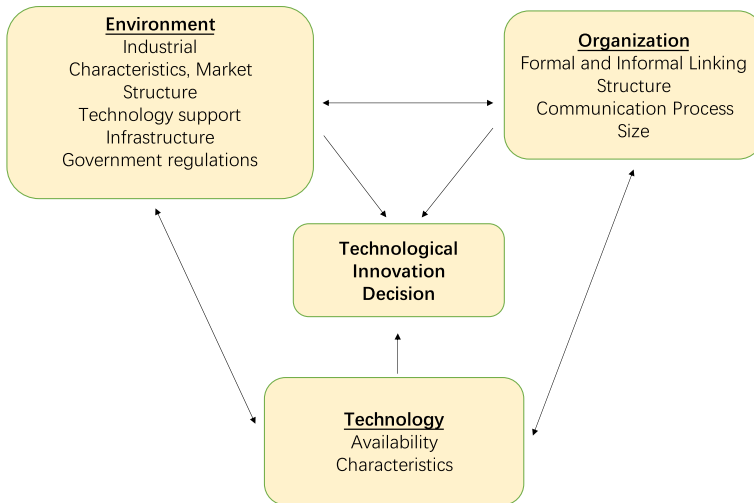 Environment
Industrial
Characteristics, Market
Structure
Technology support
Infrastructure
Government regulations
Organization
Formal and Informal Linking
Structure
Communication Process
Size
Technological
Innovation
Decision
Technology
Availability
Characteristics